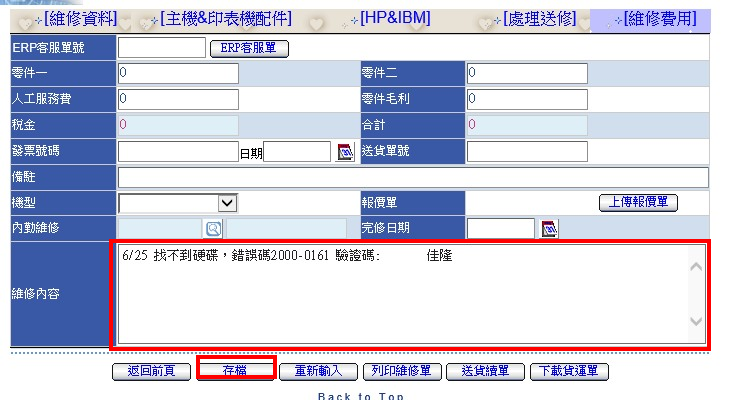 [維修資料] [主機&印表機配件] [HP&IBM] [處理送修] [維修費用]
ERP客服單號 ERP客服單
零件一 0 零件二 0
人工服務費 0 零件毛利 0
稅金 0 合計 0
發票號碼 日期 送貨單號
備註
機型 報價單 上傳報價單
內勤維修 完修日期
維修內容 6/25 找不到硬碟，錯誤碼2000-0161 驗證碼: 佳隆
返回前頁 存檔 重新輸入 列印維修單 送貨續單 下載貨運單
Back to Top